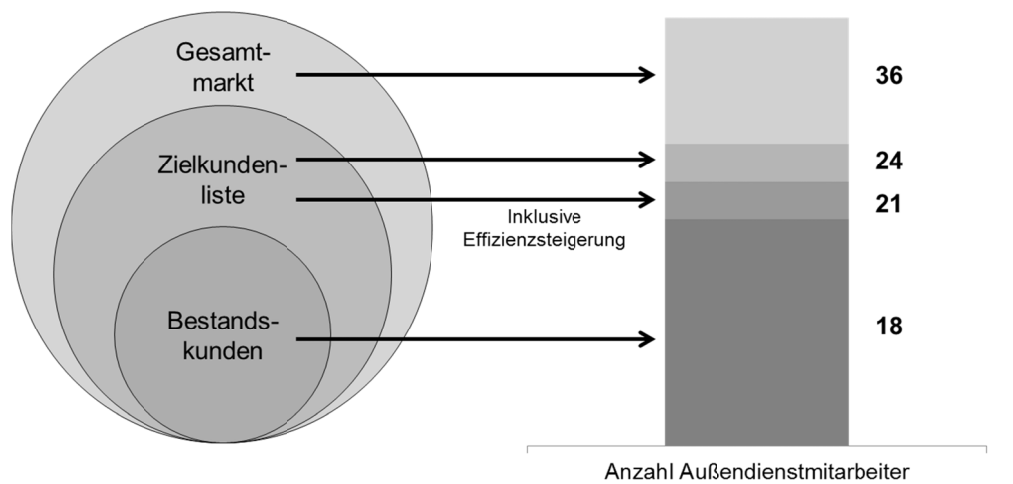 Gesamt-
markt
36
Zielkunden-
liste
24
21
Inklusive
Effizienzsteigerung
Bestands-
kunden
18
Anzahl Außendienstmitarbeiter